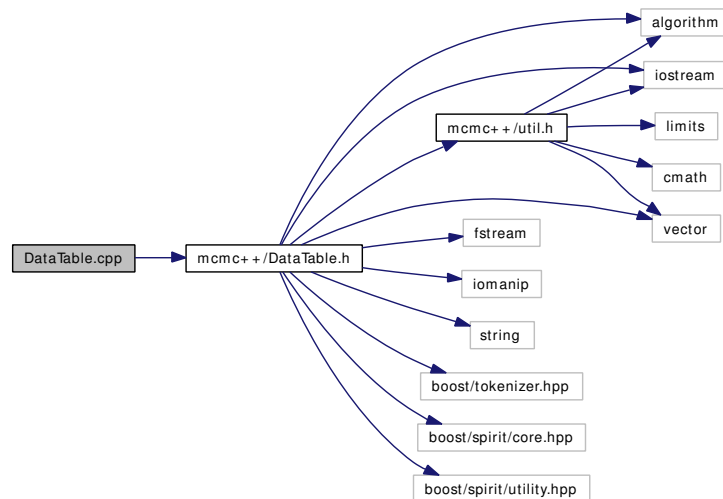 algorithm
iostream
mcmc++/util.h
limits
cmath
vector
fstream
DataTable.cpp
mcmc++/DataTable.h
iomanip
string
boost/tokenizer.hpp
boost/spirit/core.hpp
boost/spirit/utility.hpp